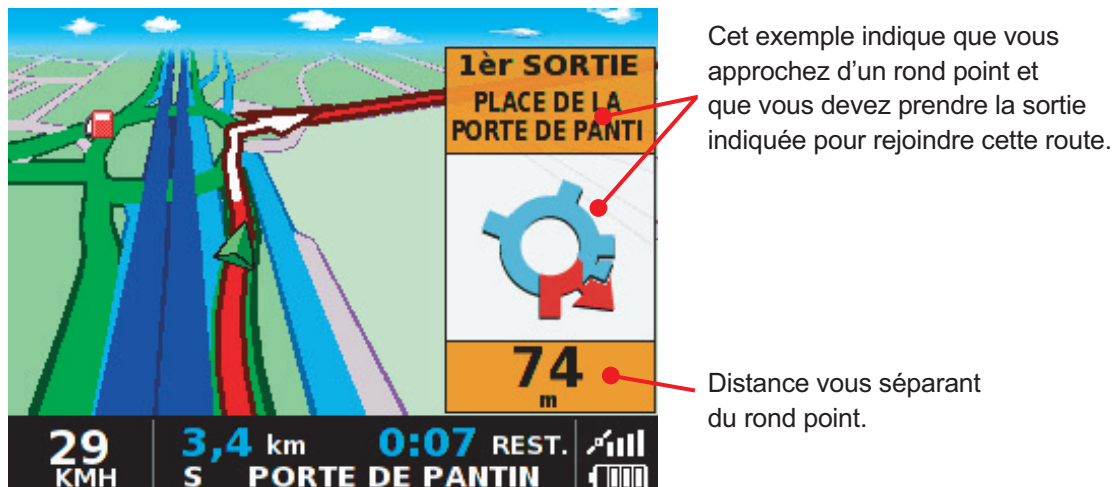 1èr SORTIE
PLACE DE LA
PORTE DE PANTI
74
m
29
KMH
3,4 km 0:07 REST.
S PORTE DE PANTIN
Cet exemple indique que vous
approchez d’un rond point et
que vous devez prendre la sortie
indiquée pour rejoindre cette route.
Distance vous séparant
du rond point.